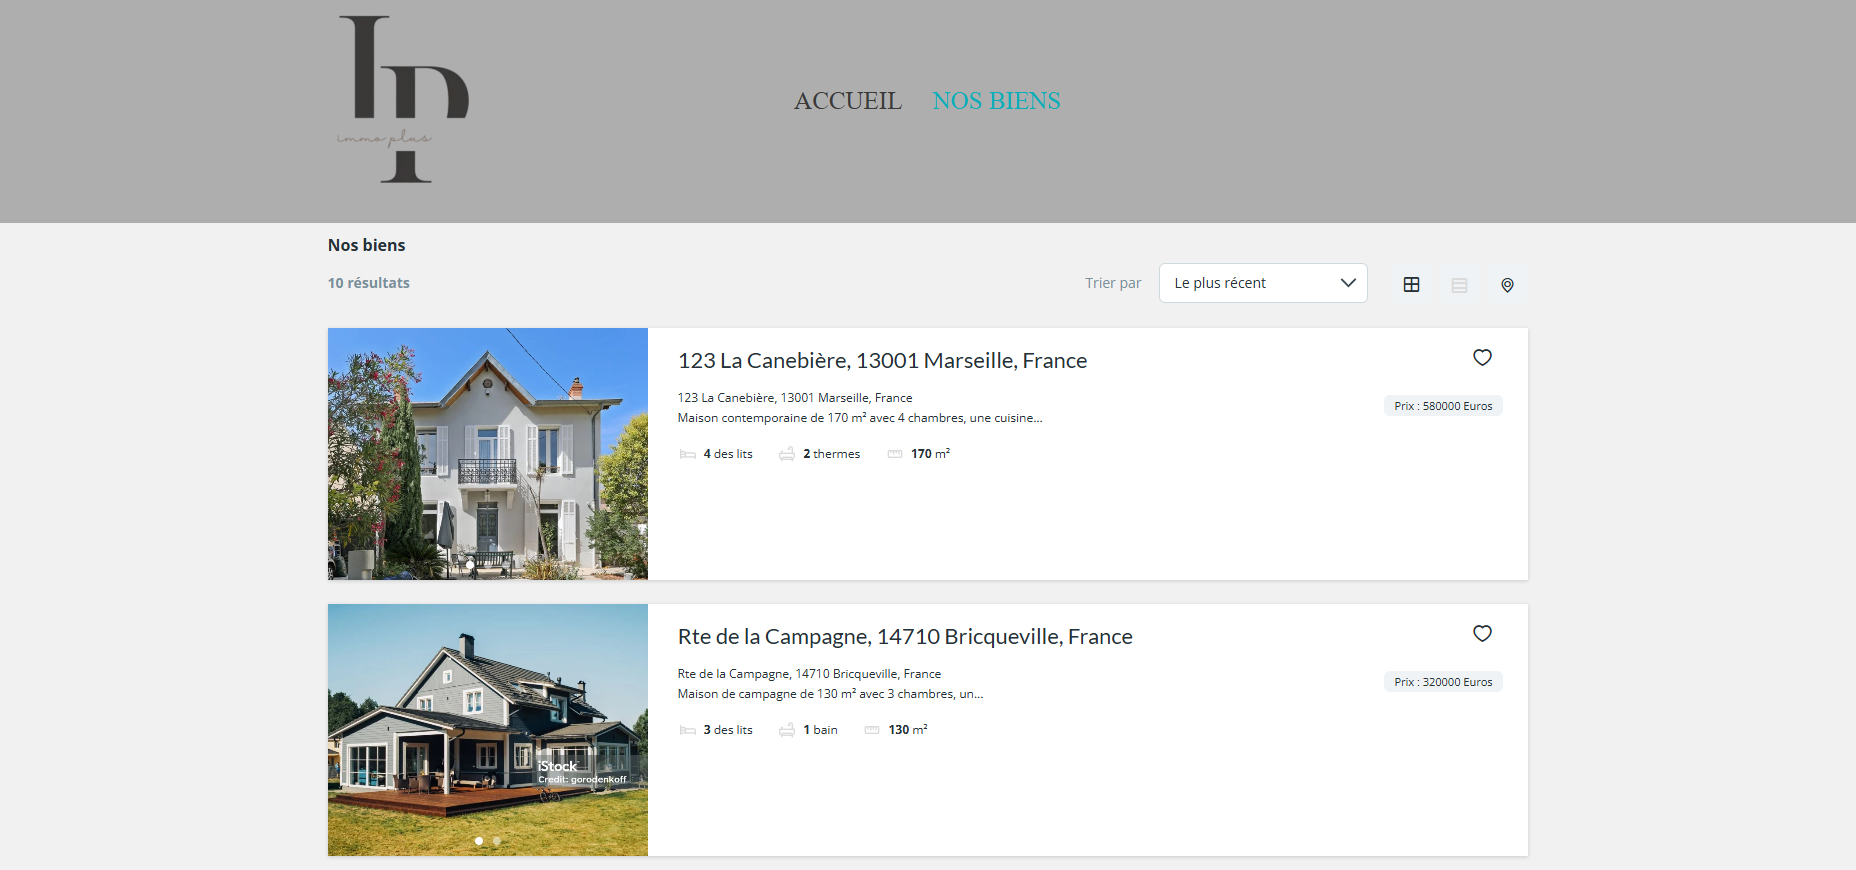 IP
immo plus
ACCUEIL NOS BIENS
Nos biens
10 résultats
Trier par
Le plus récent
123 La Canebière, 13001 Marseille, France
123 La Canebière, 13001 Marseille, France
Prix : 580000 Euros
Maison contemporaine de 170 m² avec 4 chambres, une cuisine...
4 des lits 2 thermes 170 m²
Rte de la Campagne, 14710 Bricqueville, France
Rte de la Campagne, 14710 Bricqueville, France
Prix : 320000 Euros
Maison de campagne de 130 m² avec 3 chambres, un...
3 des lits 1 bain 130 m²
iStock
Credit: gorodenkoff